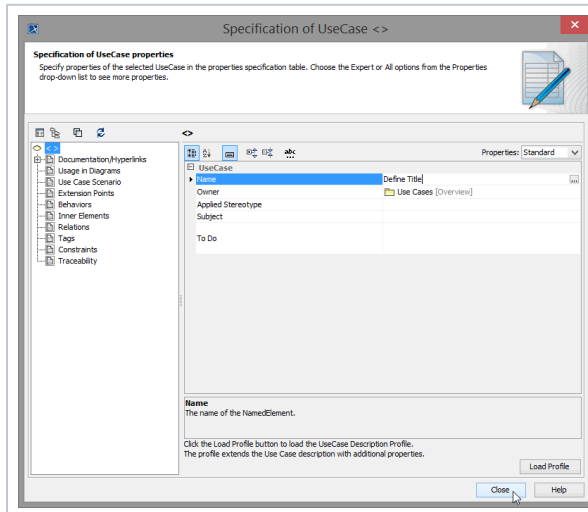 Specification of UseCase <>
Specification of UseCase properties
Specify properties of the selected UseCase in the properties specification table. Choose the Expert or All options from the Properties
drop-down list to see more properties.
<>
Properties: Standard
<>
Documentation/Hyperlinks
Usage in Diagrams
Use Case Scenario
Extension Points
Behaviors
Inner Elements
Relations
Tags
Constraints
Traceability
UseCase
Name Define Title
Owner Use Cases [Overview]
Applied Stereotype
Subject
To Do
Name
The name of the NamedElement.
Click the Load Profile button to load the UseCase Description Profile.
The profile extends the Use Case description with additional properties.
Load Profile
Close Help